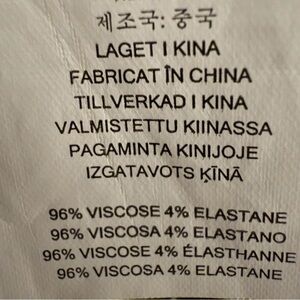 제조국: 중국
LAGET I KINA
FABRICAT ÎN CHINA
TILLVERKAD I KINA
VALMISTETTU KIINASSA
PAGAMINTA KINIJOJE
IZGATAVOTS ĶĪNĀ
96% VISCOSE 4% ELASTANE
96% VISCOSA 4% ELASTANO
96% VISCOSE 4% ÉLASTHANNE
96% VISCOSA 4% ELASTANE